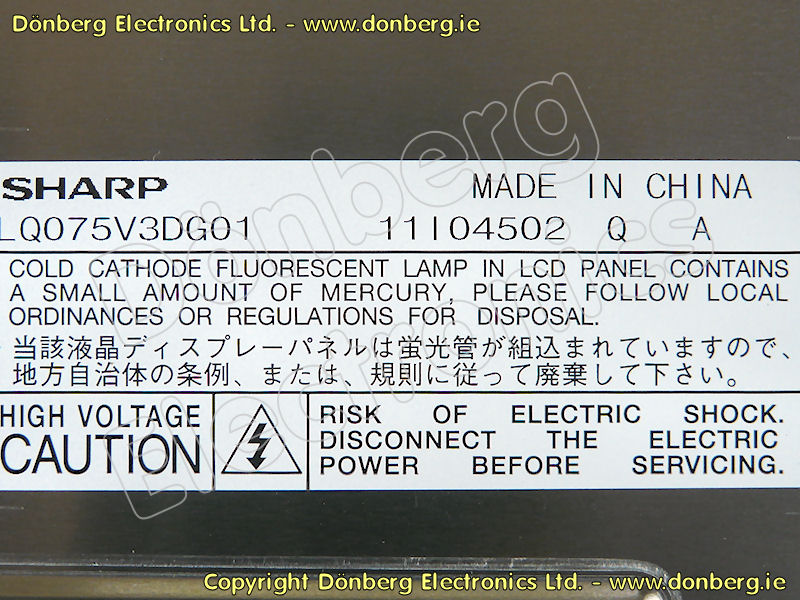 Dönberg Electronics Ltd. - www.donberg.ie
SHARP MADE IN CHINA
LQ075V3DG01 11I04502 Q A
COLD CATHODE FLUORESCENT LAMP IN LCD PANEL CONTAINS
A SMALL AMOUNT OF MERCURY, PLEASE FOLLOW LOCAL
ORDINANCES OR REGULATIONS FOR DISPOSAL.
当該液晶ディスプレーパネルは蛍光管が組込まれていますので、
地方自治体の条例、または、規則に従って廃棄して下さい。
HIGH VOLTAGE
CAUTION
RISK OF ELECTRIC SHOCK.
DISCONNECT THE ELECTRIC
POWER BEFORE SERVICING.
Dönberg
Electronics
Copyright Dönberg Electronics Ltd. - www.donberg.ie